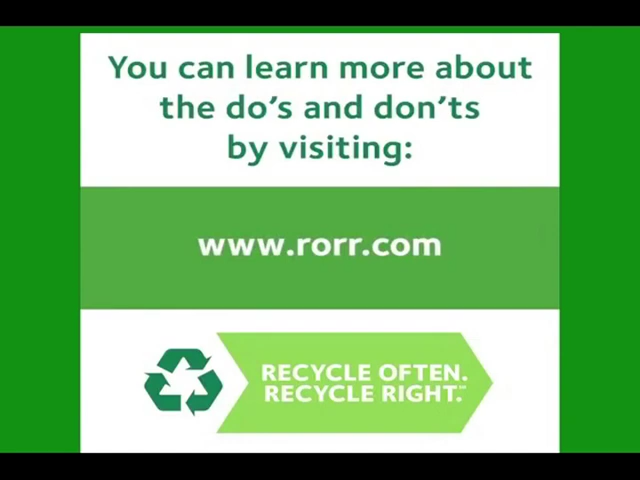 You can learn more about
the do's and don'ts
by visiting:
www.rorr.com
RECYCLE OFTEN.
RECYCLE RIGHT.℠